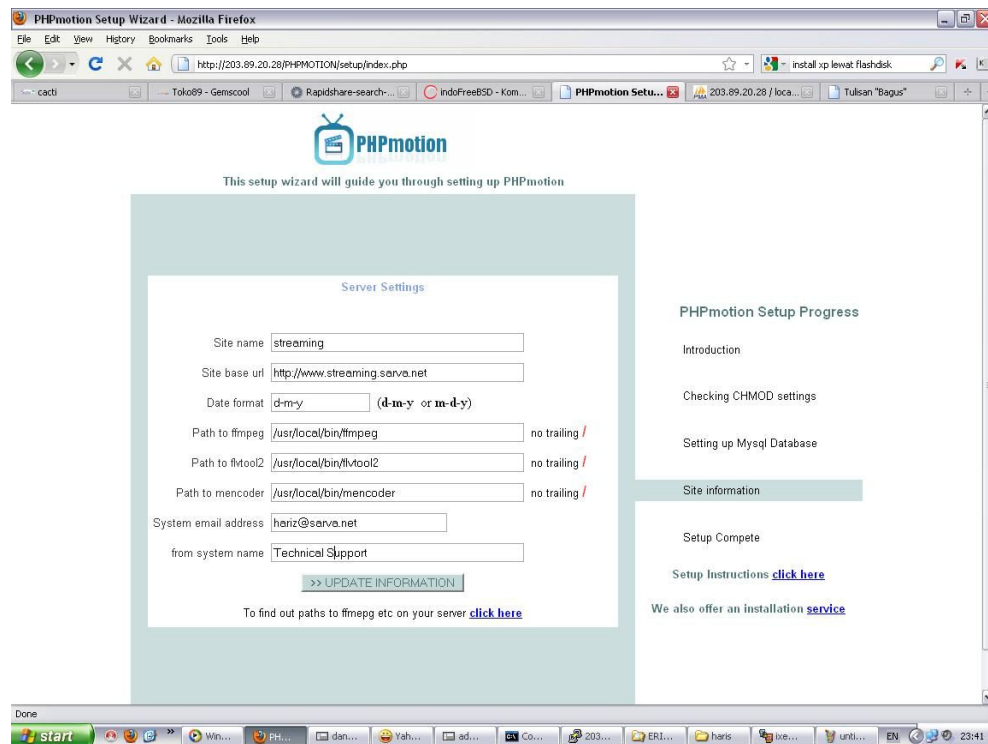 PHPmotion Setup Wizard - Mozilla Firefox
File Edit View History Bookmarks Tools Help
http://203.89.20.28/PHPMOTION/setup/index.php
install xp lewat flashdisk
cacti
Toko89 - Gemscool
Rapidshare-search-...
indoFreeBSD - Kom...
PHPmotion Setu...
203.89.20.28 / loca...
Tulisan "Bagus"
PHPmotion
This setup wizard will guide you through setting up PHPmotion
Server Settings
Site name streaming
Site base url http://www.streaming.sarva.net
Date format d-m-y (d-m-y or m-d-y)
Path to ffmpeg /usr/local/bin/ffmpeg no trailing /
Path to flvtool2 /usr/local/bin/flvtool2 no trailing /
Path to mencoder /usr/local/bin/mencoder no trailing /
System email address hariz@sarva.net
from system name Technical Support
>> UPDATE INFORMATION
To find out paths to ffmepg etc on your server click here
PHPmotion Setup Progress
Introduction
Checking CHMOD settings
Setting up Mysql Database
Site information
Setup Compete
Setup Instructions click here
We also offer an installation service
Done
start
Win...
PH...
dan...
Yah...
ad...
Co...
203...
ERI...
haris
ixe...
unti...
EN
23:41